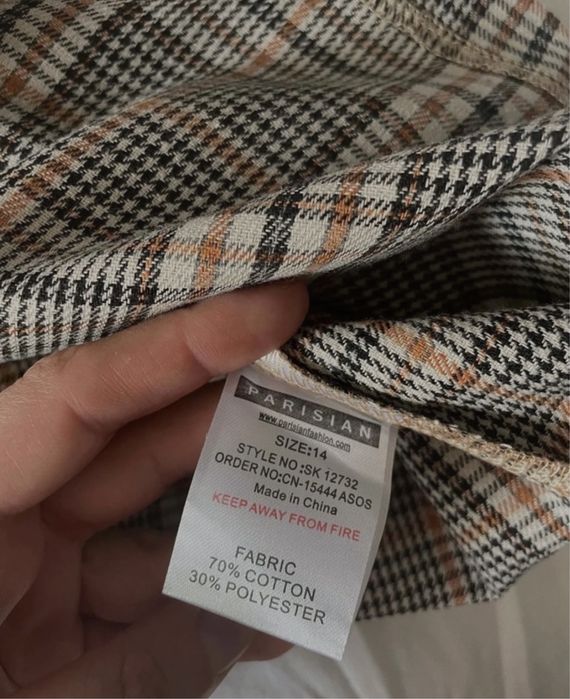 PARISIAN
www.parisianfashion.com
SIZE:14
STYLE NO :SK 12732
ORDER NO:CN-15444 ASOS
Made in China
KEEP AWAY FROM FIRE
FABRIC
70% COTTON
30% POLYESTER